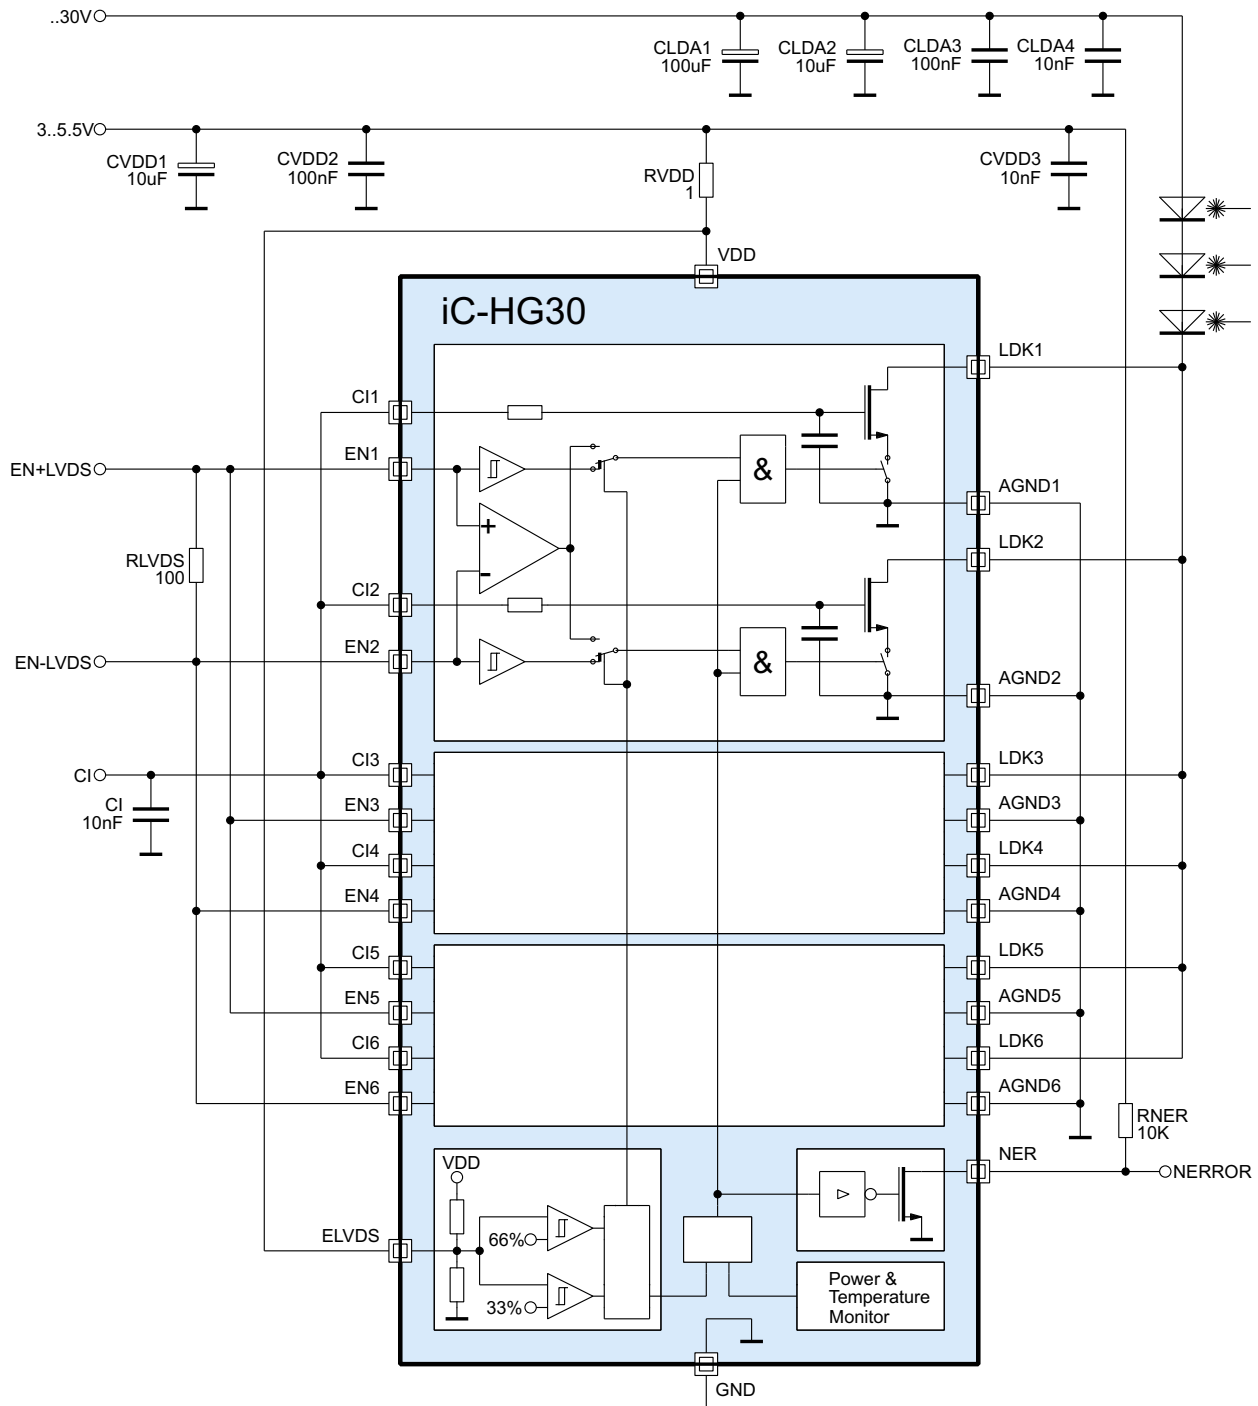 ..30V
CLDA1
100uF
CLDA2
10uF
CLDA3
100nF
CLDA4
10nF
3..5.5V
CVDD1
10uF
CVDD2
100nF
RVDD
1
CVDD3
10nF
VDD
iC-HG30
LDK1
CI1
EN1
EN+LVDS
&
AGND1
+
-
LDK2
RLVDS
100
CI2
EN2
EN-LVDS
&
AGND2
CI3
LDK3
CI
CI
10nF
EN3
AGND3
CI4
LDK4
EN4
AGND4
CI5
LDK5
EN5
AGND5
CI6
LDK6
EN6
AGND6
RNER
10K
VDD
NER
NERROR
ELVDS
66%
33%
Power &
Temperature
Monitor
GND